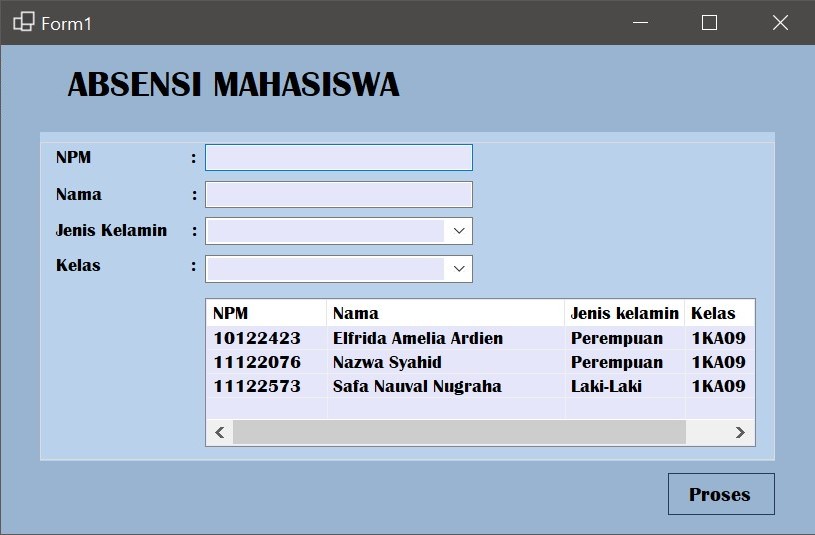 Form1
ABSENSI MAHASISWA
NPM :
Nama :
Jenis Kelamin :
Kelas :
NPM Nama Jenis kelamin Kelas
10122423 Elfrida Amelia Ardien Perempuan 1KA09
11122076 Nazwa Syahid Perempuan 1KA09
11122573 Safa Nauval Nugraha Laki-Laki 1KA09
Proses